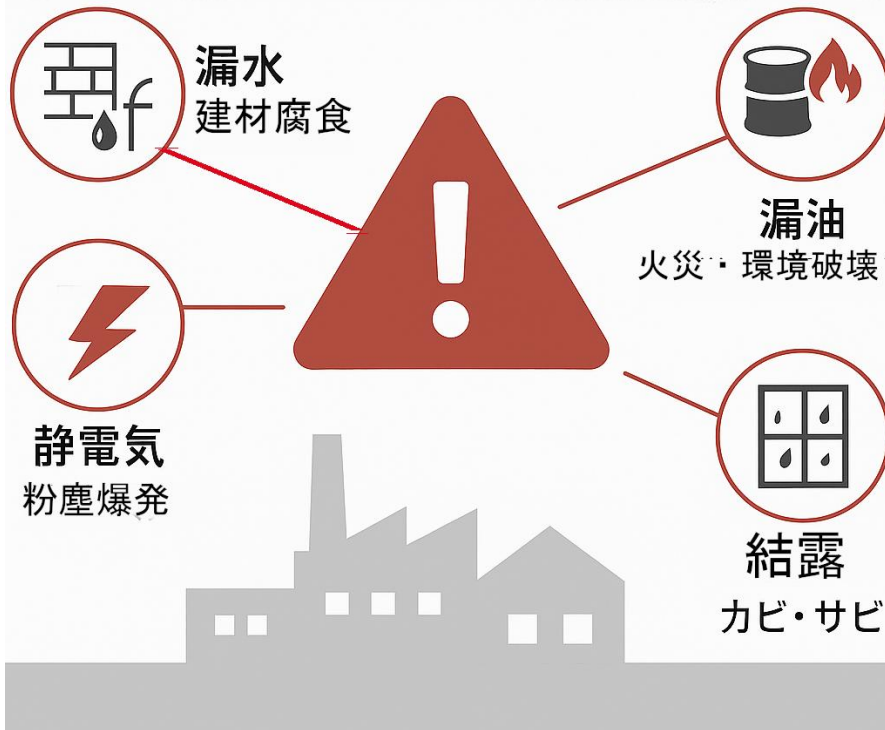 漏水
建材腐食
漏油
火災・環境破壊
静電気
粉塵爆発
結露
カビ・サビ